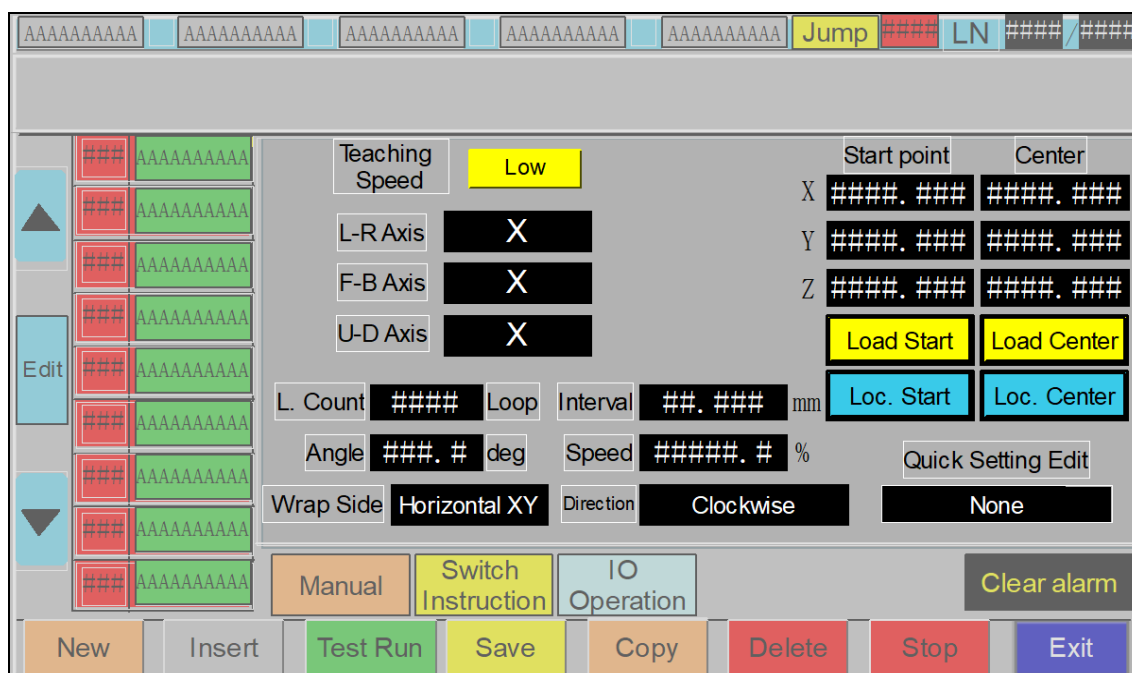 AAAAAAAAAA AAAAAAAAAA AAAAAAAAAA AAAAAAAAAA AAAAAAAAAA Jump #### LN ####/####
### AAAAAAAAAA
### AAAAAAAAAA
### AAAAAAAAAA
### AAAAAAAAAA
### AAAAAAAAAA
### AAAAAAAAAA
### AAAAAAAAAA
### AAAAAAAAAA
### AAAAAAAAAA
Edit
Teaching
Speed
Low
L-R Axis X
F-B Axis X
U-D Axis X
Start point Center
X ####. ### ####. ###
Y ####. ### ####. ###
Z ####. ### ####. ###
Load Start Load Center
Loc. Start Loc. Center
L. Count #### Loop Interval ##. ### mm
Angle ###. # deg Speed #####. # %
Wrap Side Horizontal XY Direction Clockwise
Quick Setting Edit
None
Manual
Switch
Instruction
IO
Operation
Clear alarm
New Insert Test Run Save Copy Delete Stop Exit